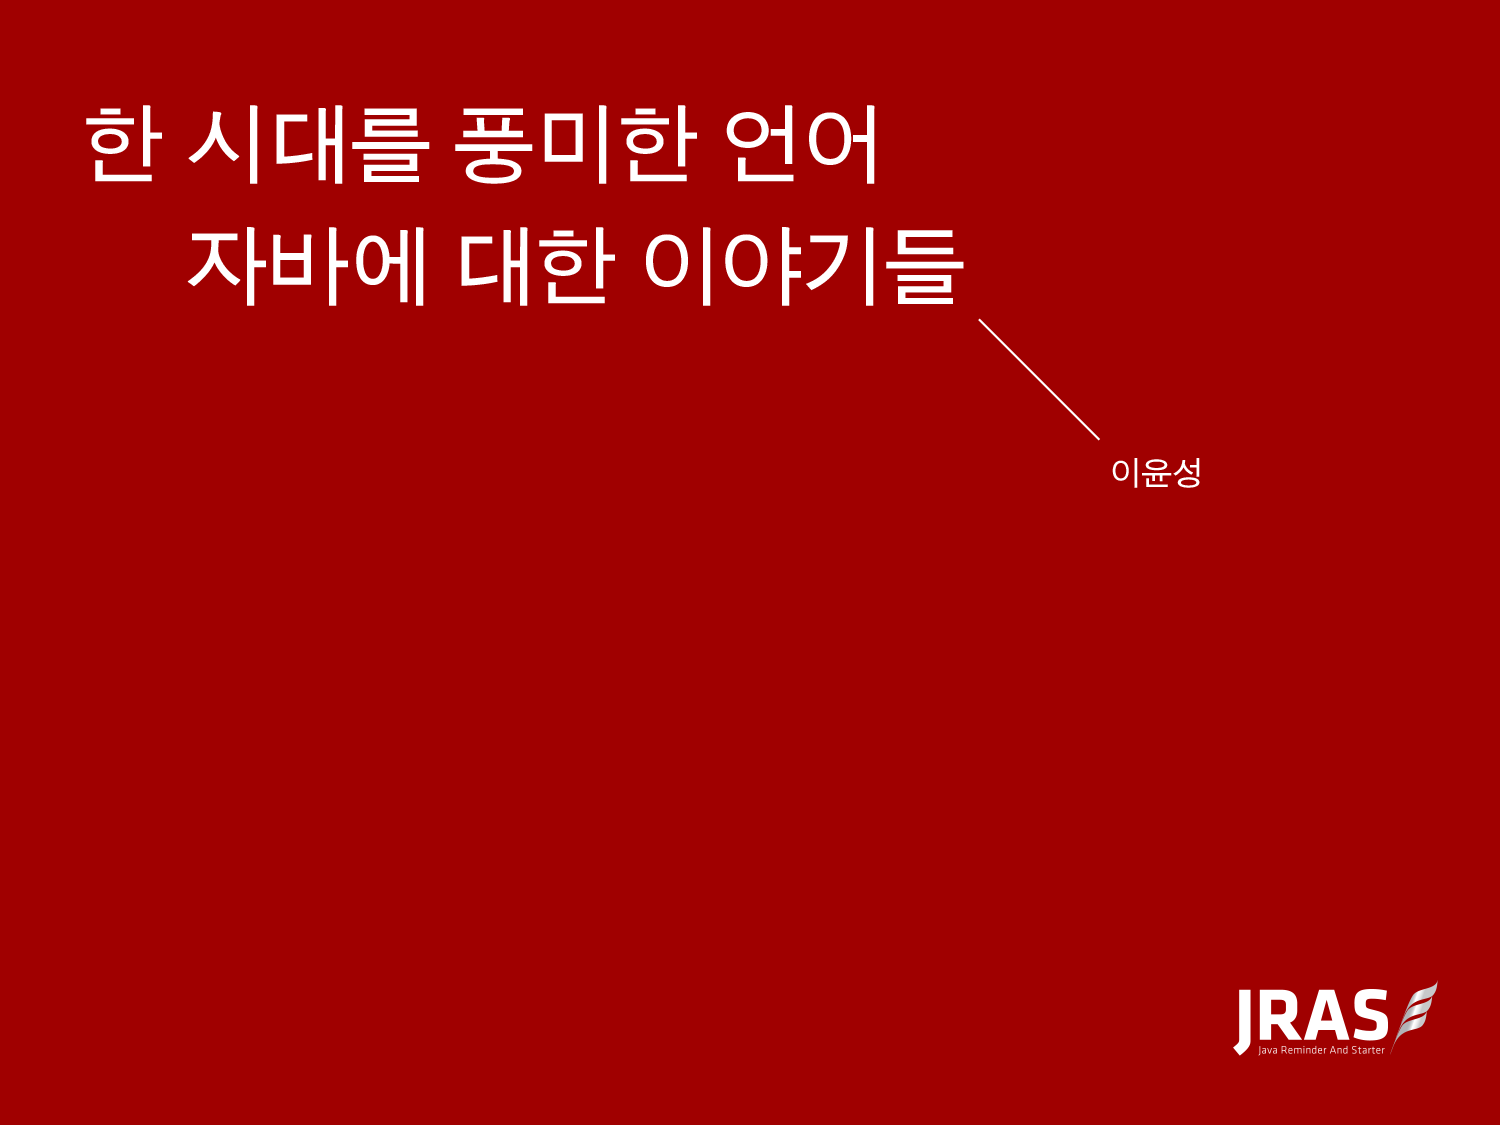 한 시대를 풍미한 언어
자바에 대한 이야기들
이윤성
JRAS
Java Reminder And Starter